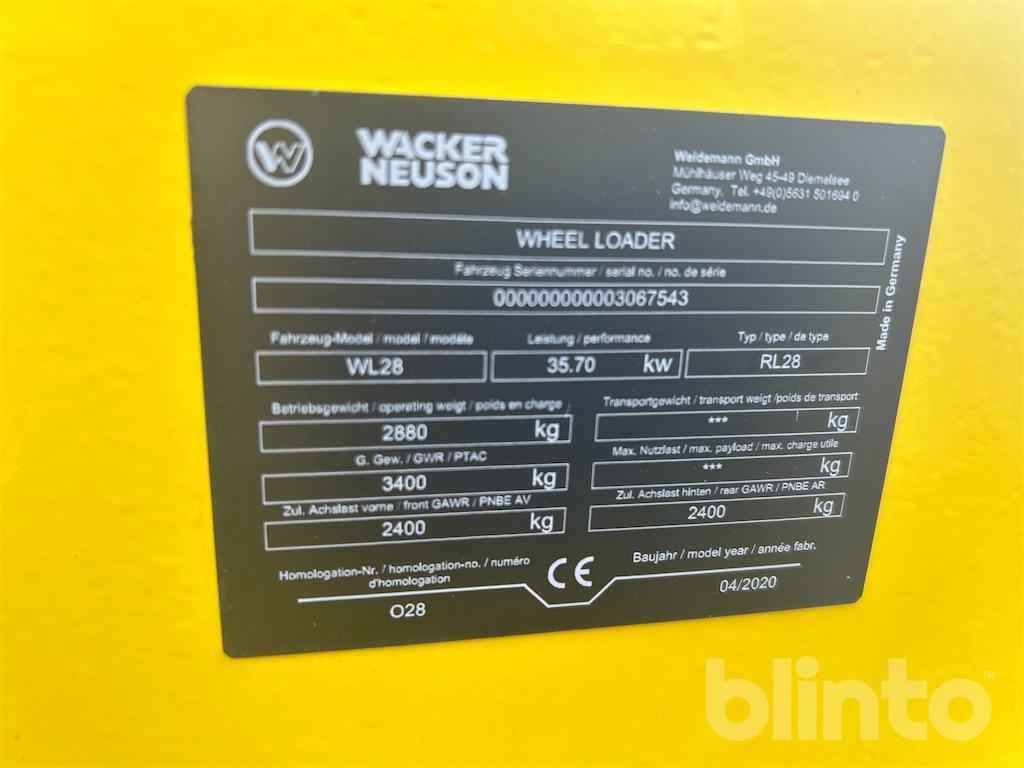 W
WACKER
NEUSON
Weidemann GmbH
Mühlhäuser Weg 45-49 Diemelsee
Germany, Tel. +49(0)5631 501694 0
info@weidemann.de
WHEEL LOADER
Fahrzeug Seriennummer / serial no. / no. de série
000000000003067543
Made in Germany
Fahrzeug-Model / model / modéle
WL28
Leistung / performance
35.70 kw
Typ / type / de type
RL28
Betriebsgewicht / operating weigt / poids en charge
2880 kg
Transportgewicht / transport weigt /poids de transport
*** kg
G. Gew. / GWR / PTAC
3400 kg
Max. Nutzlast / max. payload / max. charge utile
*** kg
Zul. Achslast vorne / front GAWR / PNBE AV
2400 kg
Zul. Achslast hinten / rear GAWR / PNBE AR
2400 kg
Homologation-Nr. / homologation-no. / numéro
d'homologation
O28
CE
Baujahr / model year / année fabr.
04/2020
blinto™